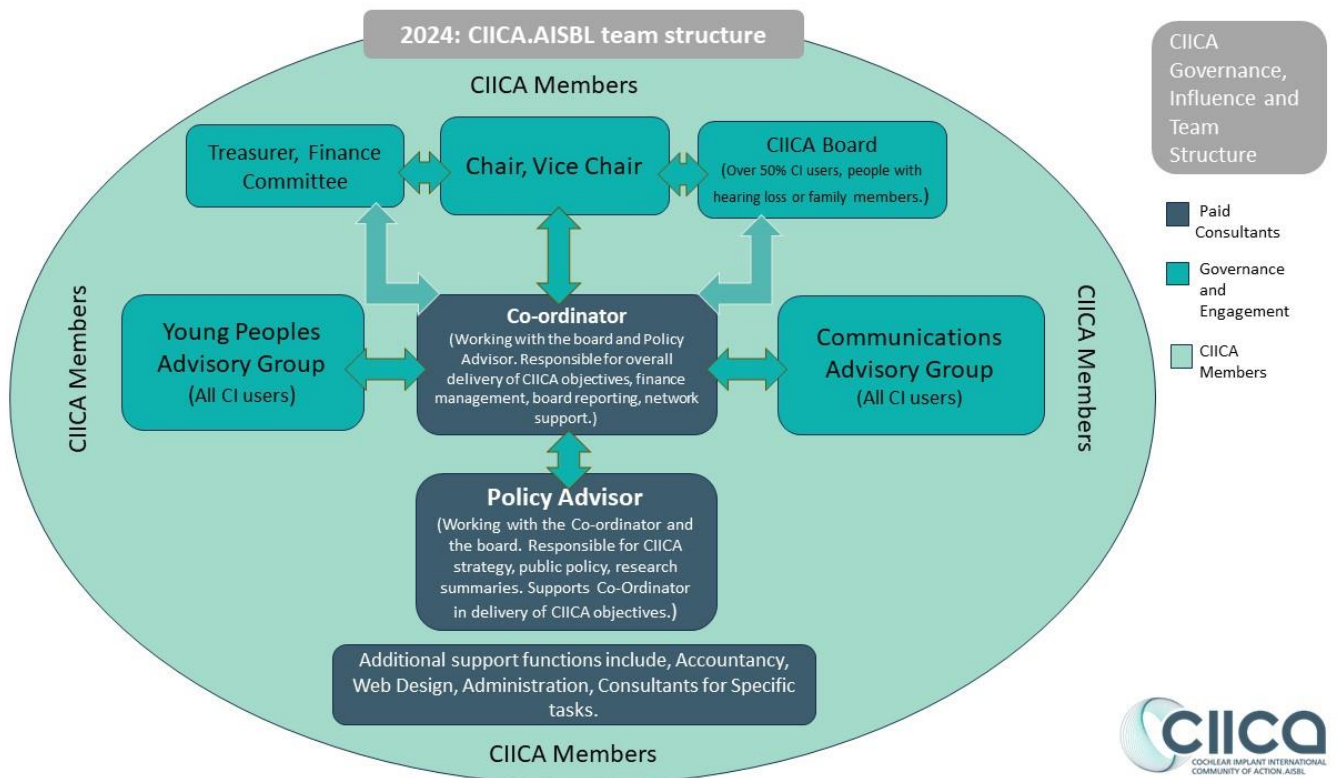 2024: CIICA.AISBL team structure
CIICA Members
Treasurer, Finance
Committee
Chair, Vice Chair
CIICA Board
(Over 50% CI users, people with
hearing loss or family members.)
CIICA Members
Young Peoples
Advisory Group
(All CI users)
Co-ordinator
(Working with the board and Policy
Advisor. Responsible for overall
delivery of CIICA objectives, finance
management, board reporting, network
support.)
Communications
Advisory Group
(All CI users)
CIICA Members
Policy Advisor
(Working with the Co-ordinator and
the board. Responsible for CIICA
strategy, public policy, research
summaries. Supports Co-Ordinator
in delivery of CIICA objectives.)
Additional support functions include, Accountancy,
Web Design, Administration, Consultants for Specific
tasks.
CIICA Members
CIICA
Governance,
Influence and
Team
Structure
Paid
Consultants
Governance
and
Engagement
CIICA
Members
CIICA
COCHLEAR IMPLANT INTERNATIONAL
COMMUNITY OF ACTION.AISBL